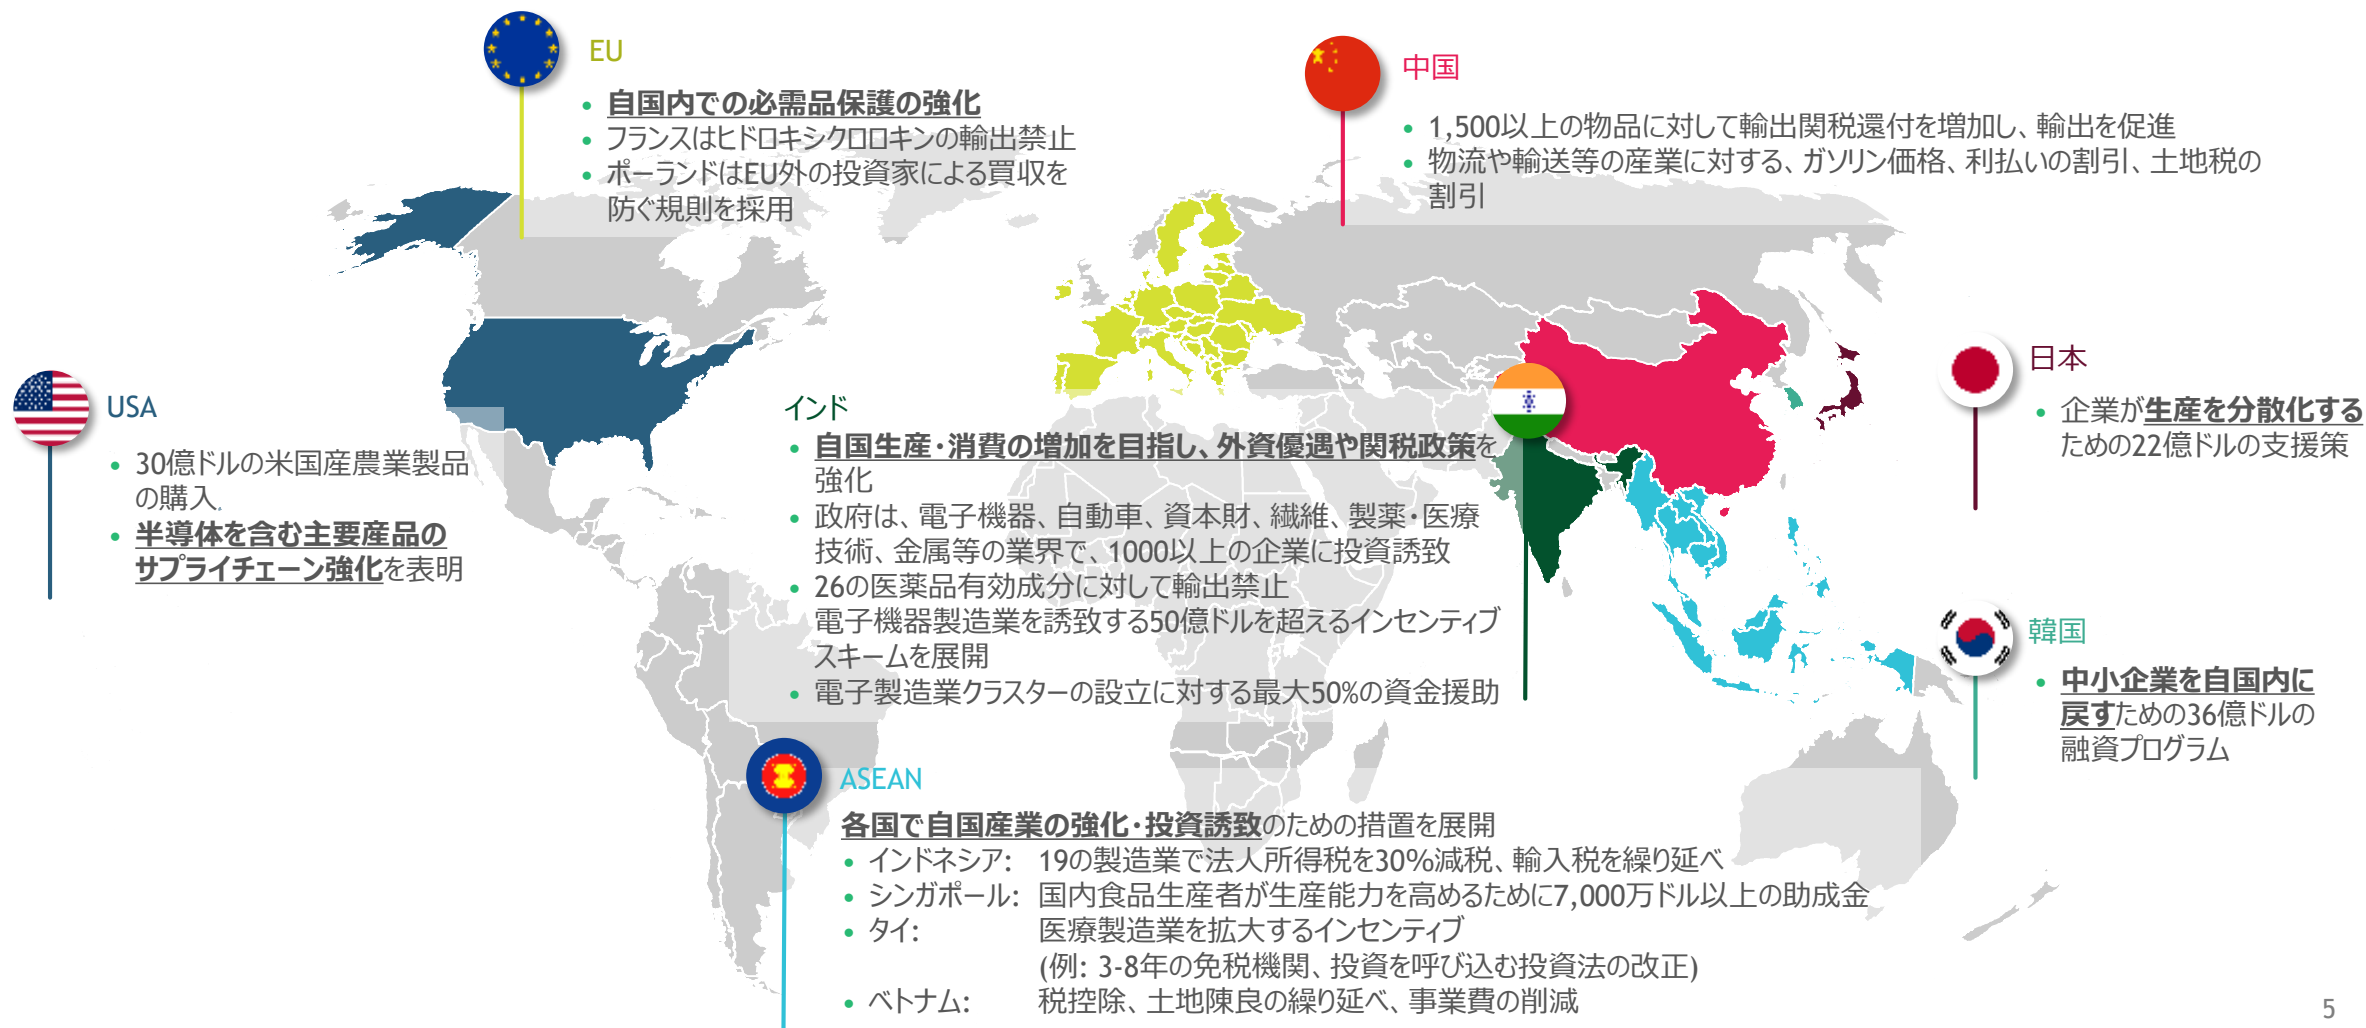 EU
• 自国内での必需品保護の強化
• フランスはヒドロキシクロロキンの輸出禁止
• ポーランドはEU外の投資家による買収を
防ぐ規則を採用
中国
• 1,500以上の物品に対して輸出関税還付を増加し、輸出を促進
• 物流や輸送等の産業に対する、ガソリン価格、利払いの割引、土地税の
割引
USA
• 30億ドルの米国産農業製品
の購入.
• 半導体を含む主要産品の
サプライチェーン強化を表明
インド
• 自国生産・消費の増加を目指し、外資優遇や関税政策を
強化
• 政府は、電子機器、自動車、資本財、繊維、製薬・医療
技術、金属等の業界で、1000以上の企業に投資誘致
• 26の医薬品有効成分に対して輸出禁止
電子機器製造業を誘致する50億ドルを超えるインセンティブ
スキームを展開
• 電子製造業クラスターの設立に対する最大50%の資金援助
日本
• 企業が生産を分散化する
ための22億ドルの支援策
韓国
• 中小企業を自国内に
戻すための36億ドルの
融資プログラム
ASEAN
各国で自国産業の強化・投資誘致のための措置を展開
• インドネシア: 19の製造業で法人所得税を30%減税、輸入税を繰り延べ
• シンガポール: 国内食品生産者が生産能力を高めるために7,000万ドル以上の助成金
• タイ: 医療製造業を拡大するインセンティブ
(例: 3-8年の免税機関、投資を呼び込む投資法の改正)
• ベトナム: 税控除、土地陳良の繰り延べ、事業費の削減
5